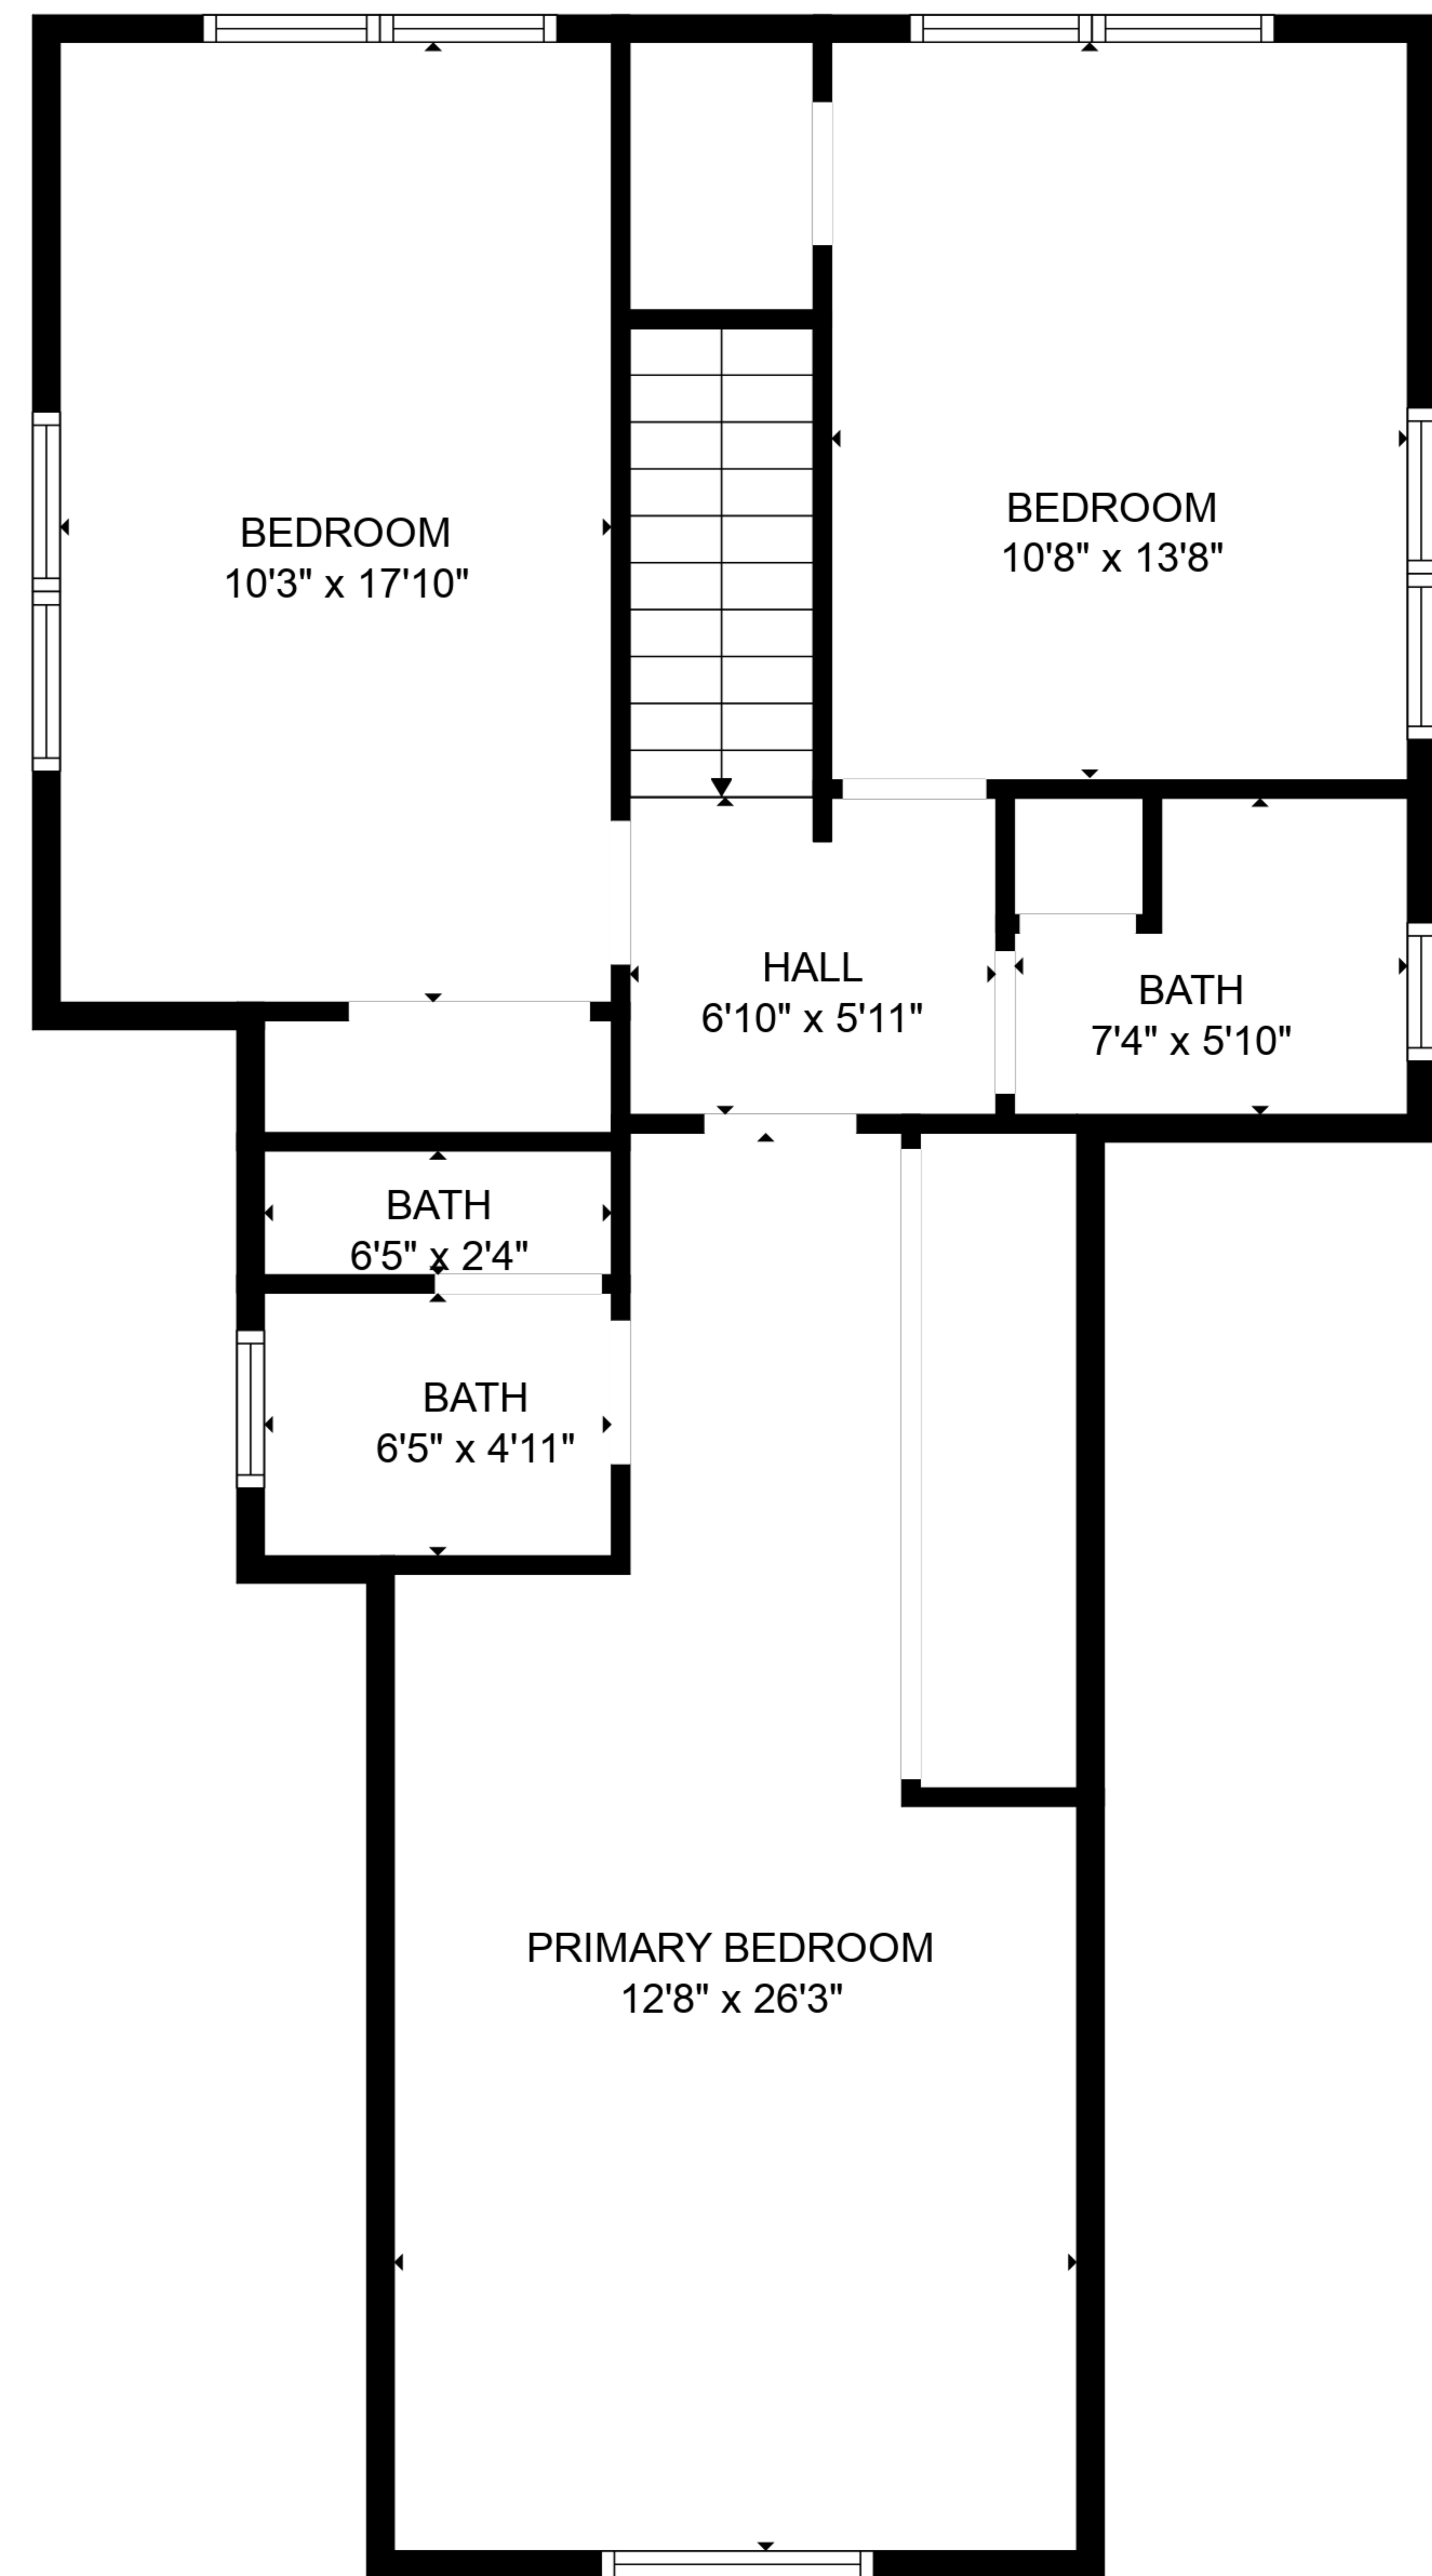 BEDROOM
10'3" x 17'10"
BEDROOM
10'8" x 13'8"
HALL
6'10" x 5'11"
BATH
7'4" x 5'10"
BATH
6'5" x 2'4"
BATH
6'5" x 4'11"
PRIMARY BEDROOM
12'8" x 26'3"